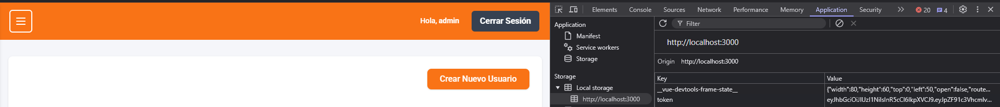 Hola, admin
Cerrar Sesión
Crear Nuevo Usuario
Elements Console Sources Network Performance Memory Application Security 20 4
Application
Manifest
Service workers
Storage
Storage
Local storage
http://localhost:3000
Filter
http://localhost:3000
Origin http://localhost:3000
Key Value
__vue-devtools-frame-state__ {"width":80,"height":60,"top":0,"left":50,"open":false,"route...
token eyJhbGciOiJIUzI1NiIsInR5cCI6IkpXVCJ9.eyJpZF91c3Vhcmlv...